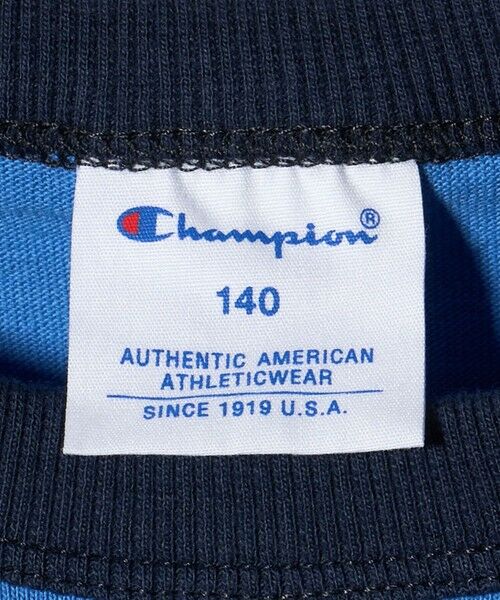 Champion®
140
AUTHENTIC AMERICAN
ATHLETICWEAR
SINCE 1919 U.S.A.